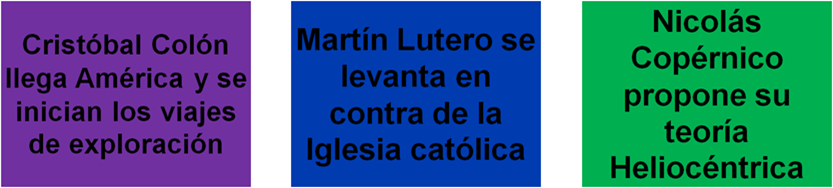 Cristóbal Colón
llega América y se
inician los viajes
de exploración
Martín Lutero se
levanta en
contra de la
Iglesia católica
Nicolás
Copérnico
propone su
teoría
Heliocéntrica